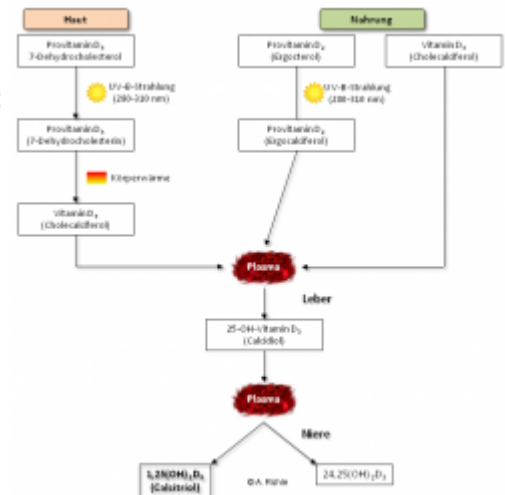 Haut
Nahrung
Provitamin D₃
7-Dehydrocholesterol
Provitamin D₂
(Ergosterol)
Vitamin D₃
(Cholecalciferol)
UV-B-Strahlung
(280-310 nm)
UV-B-Strahlung
(280-310 nm)
Provitamin D₃
(7-Dehydrocholesterin)
Provitamin D₂
(Ergocalciferol)
Körperwärme
Vitamin D₃
(Cholecalciferol)
Plasma
Leber
25-OH-Vitamin D₃
(Calcidiol)
Plasma
Niere
1,25(OH)₂D₃
(Calcitriol)
24,25(OH)₂D₃